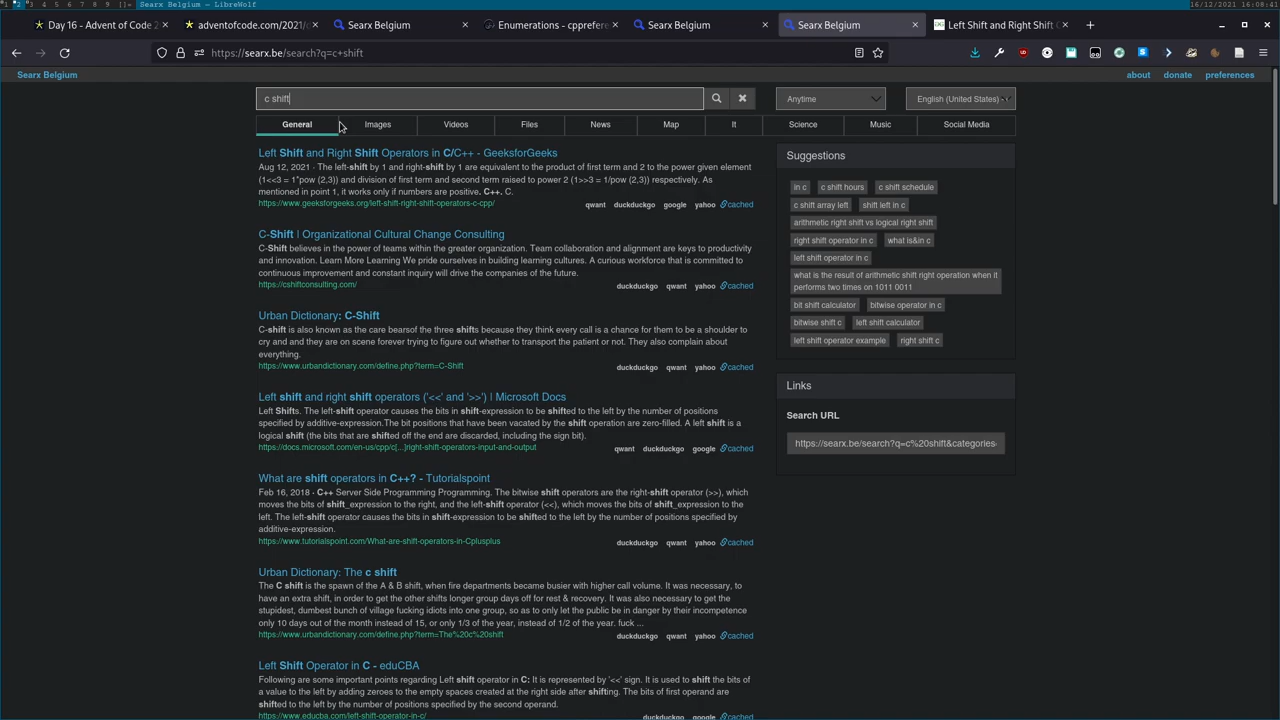 1 2 3 4 5 6 7 8 9 []= Searx Belgium - LibreWolf 16/12/2021 16:08:41
Day 16 - Advent of Code 2
adventofcode.com/2021/
Searx Belgium
Enumerations - cpprefere
Searx Belgium
Searx Belgium
Left Shift and Right Shift O
https://searx.be/search?q=c+shift
Searx Belgium
about donate preferences
c shift
Anytime
English (United States)
General Images Videos Files News Map It Science Music Social Media
Left Shift and Right Shift Operators in C/C++ - GeeksforGeeks
Aug 12, 2021 · The left-shift by 1 and right-shift by 1 are equivalent to the product of first term and 2 to the power given element
(1<<3 = 1*pow (2,3)) and division of first term and second term raised to power 2 (1>>3 = 1/pow (2,3)) respectively. As
mentioned in point 1, it works only if numbers are positive. C++. C.
https://www.geeksforgeeks.org/left-shift-right-shift-operators-c-cpp/
qwant duckduckgo google yahoo cached
C-Shift | Organizational Cultural Change Consulting
C-Shift believes in the power of teams within the greater organization. Team collaboration and alignment are keys to productivity
and innovation. Learn More Learning We pride ourselves in building learning cultures. A curious workforce that is committed to
continuous improvement and constant inquiry will drive the companies of the future.
https://cshiftconsulting.com/
duckduckgo qwant yahoo cached
Urban Dictionary: C-Shift
C-shift is also known as the care bearsof the three shifts because they think every call is a chance for them to be a shoulder to
cry and and they are on scene forever trying to figure out whether to transport the patient or not. They also complain about
everything.
https://www.urbandictionary.com/define.php?term=C-Shift
duckduckgo qwant yahoo cached
Left shift and right shift operators ('<<' and '>>') | Microsoft Docs
Left Shifts. The left-shift operator causes the bits in shift-expression to be shifted to the left by the number of positions
specified by additive-expression.The bit positions that have been vacated by the shift operation are zero-filled. A left shift is a
logical shift (the bits that are shifted off the end are discarded, including the sign bit).
https://docs.microsoft.com/en-us/cpp/c[...]right-shift-operators-input-and-output
qwant duckduckgo google cached
What are shift operators in C++? - Tutorialspoint
Feb 16, 2018 · C++ Server Side Programming Programming. The bitwise shift operators are the right-shift operator (>>), which
moves the bits of shift_expression to the right, and the left-shift operator (<<), which moves the bits of shift_expression to the
left. The left-shift operator causes the bits in shift-expression to be shifted to the left by the number of positions specified by
additive-expression.
https://www.tutorialspoint.com/What-are-shift-operators-in-Cplusplus
duckduckgo qwant yahoo cached
Urban Dictionary: The c shift
The C shift is the spawn of the A & B shift, when fire departments became busier with higher call volume. It was necessary, to
have an extra shift, in order to get the other shifts longer group days off for rest & recovery. It was also necessary to get the
stupidest, dumbest bunch of village fucking idiots into one group, so as to only let the public be in danger by their incompetence
only 10 days out of the month instead of 15, or only 1/3 of the year, instead of 1/2 of the year. fuck ...
https://www.urbandictionary.com/define.php?term=The%20c%20shift
duckduckgo qwant yahoo cached
Left Shift Operator in C - eduCBA
Following are some important points regarding Left shift operator in C: It is represented by '<<' sign. It is used to shift the bits of
a value to the left by adding zeroes to the empty spaces created at the right side after shifting. The bits of first operand are
shifted to the left by the number of positions specified by the second operand.
https://www.educba.com/left-shift-operator-in-c/
duckduckgo google cached
Suggestions
in c c shift hours c shift schedule
c shift array left shift left in c
arithmetic right shift vs logical right shift
right shift operator in c what is&in c
left shift operator in c
what is the result of arithmetic shift right operation when it
performs two times on 1011 0011
bit shift calculator bitwise operator in c
bitwise shift c left shift calculator
left shift operator example right shift c
Links
Search URL
https://searx.be/search?q=c%20shift&categories